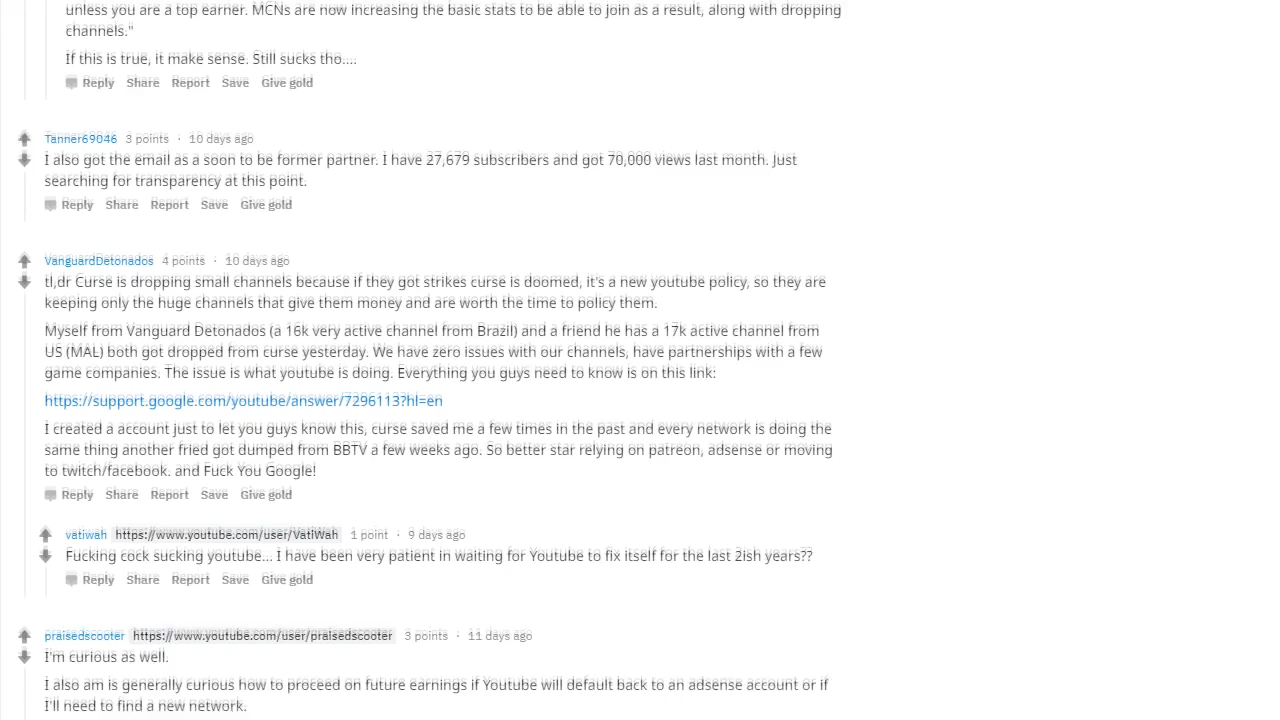 unless you are a top earner. MCNs are now increasing the basic stats to be able to join as a result, along with dropping
channels."
If this is true, it make sense. Still sucks tho....
Reply Share Report Save Give gold
Tanner69046 3 points · 10 days ago
I also got the email as a soon to be former partner. I have 27,679 subscribers and got 70,000 views last month. Just
searching for transparency at this point.
Reply Share Report Save Give gold
VanguardDetonados 4 points · 10 days ago
tl,dr Curse is dropping small channels because if they got strikes curse is doomed, it's a new youtube policy, so they are
keeping only the huge channels that give them money and are worth the time to policy them.
Myself from Vanguard Detonados (a 16k very active channel from Brazil) and a friend he has a 17k active channel from
US (MAL) both got dropped from curse yesterday. We have zero issues with our channels, have partnerships with a few
game companies. The issue is what youtube is doing. Everything you guys need to know is on this link:
https://support.google.com/youtube/answer/7296113?hl=en
I created a account just to let you guys know this, curse saved me a few times in the past and every network is doing the
same thing another fried got dumped from BBTV a few weeks ago. So better star relying on patreon, adsense or moving
to twitch/facebook. and Fuck You Google!
Reply Share Report Save Give gold
vatiwah https://www.youtube.com/user/VatiWah 1 point · 9 days ago
Fucking cock sucking youtube... I have been very patient in waiting for Youtube to fix itself for the last 2ish years??
Reply Share Report Save Give gold
praisedscooter https://www.youtube.com/user/praisedscooter 3 points · 11 days ago
I'm curious as well.
I also am is generally curious how to proceed on future earnings if Youtube will default back to an adsense account or if
I'll need to find a new network.